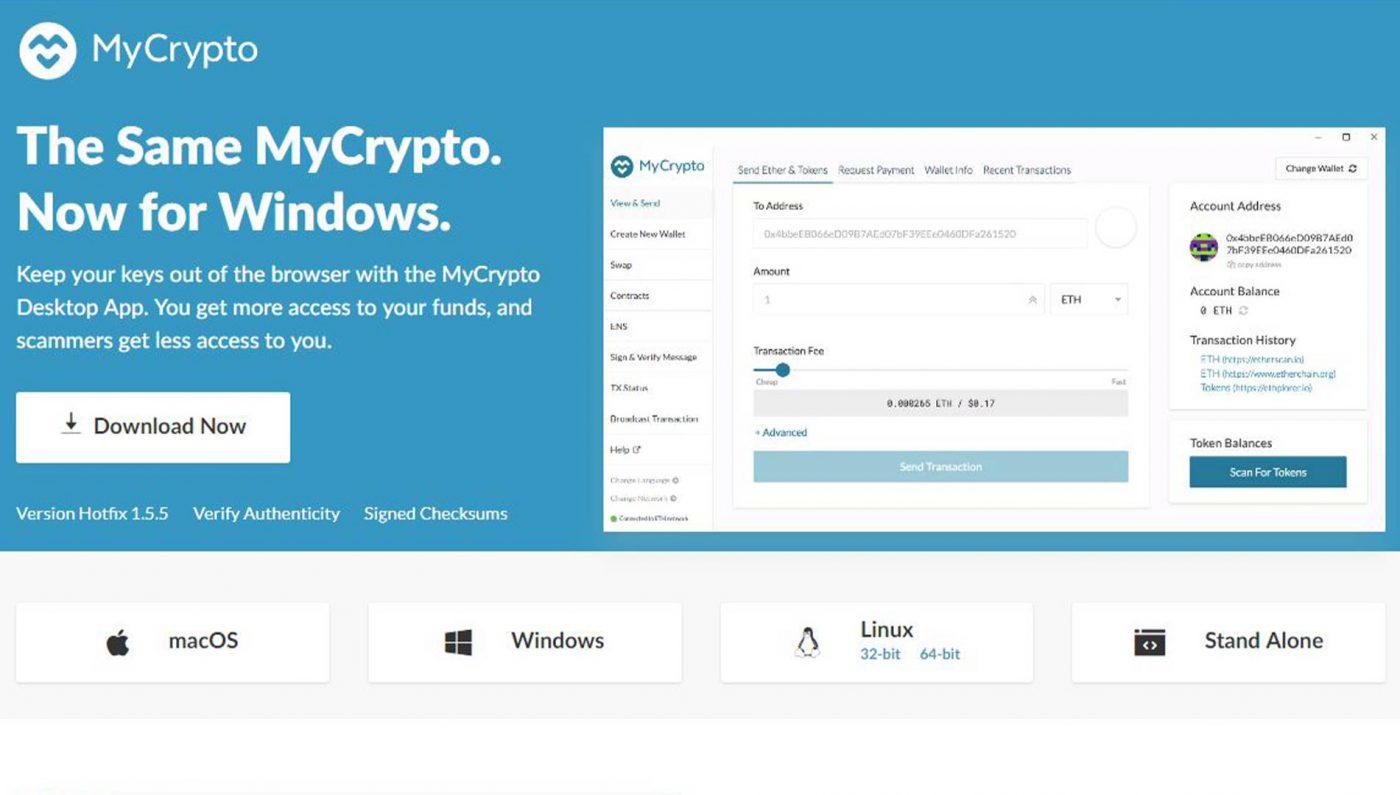 MyCrypto
The Same MyCrypto.
Now for Windows.
Keep your keys out of the browser with the MyCrypto
Desktop App. You get more access to your funds, and
scammers get less access to you.
Download Now
Version Hotfix 1.5.5 Verify Authenticity Signed Checksums
MyCrypto
View & Send
Create New Wallet
Swap
Contracts
ENS
Sign & Verify Message
TX Status
Broadcast Transaction
Help
Change Language
Change Network
Connected to ETH network
Send Ether & Tokens Request Payment Wallet Info Recent Transactions
Change Wallet
To Address
Amount
1
ETH
Transaction Fee
Cheap Fast
0.000265 ETH / $0.17
+ Advanced
Send Transaction
Account Address
copy address
Account Balance
0 ETH
Transaction History
ETH (https://etherscan.io)
ETH (https://www.etherchain.org)
Tokens (https://ethplorer.io)
Token Balances
Scan For Tokens
macOS
Windows
Linux
32-bit 64-bit
Stand Alone